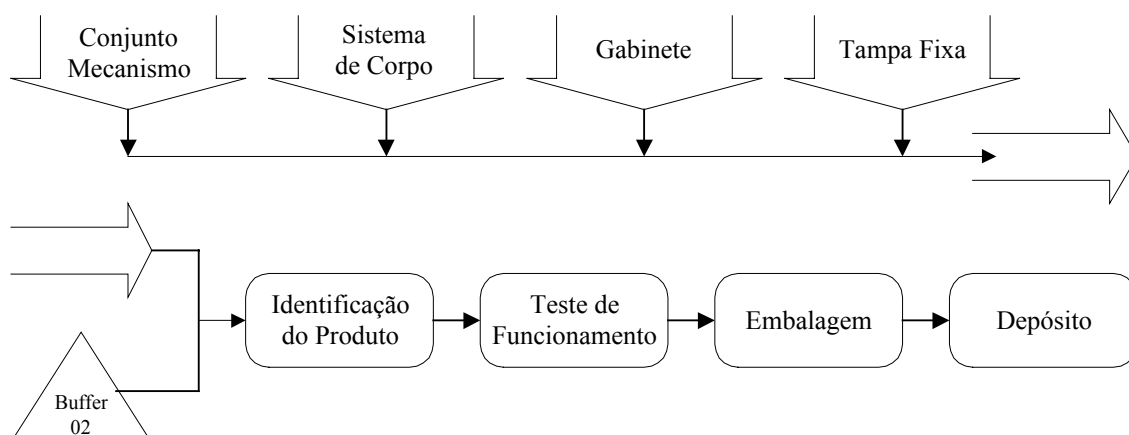 Conjunto
Mecanismo
Sistema
de Corpo
Gabinete
Tampa Fixa
Identificação
do Produto
Teste de
Funcionamento
Embalagem
Depósito
Buffer
02